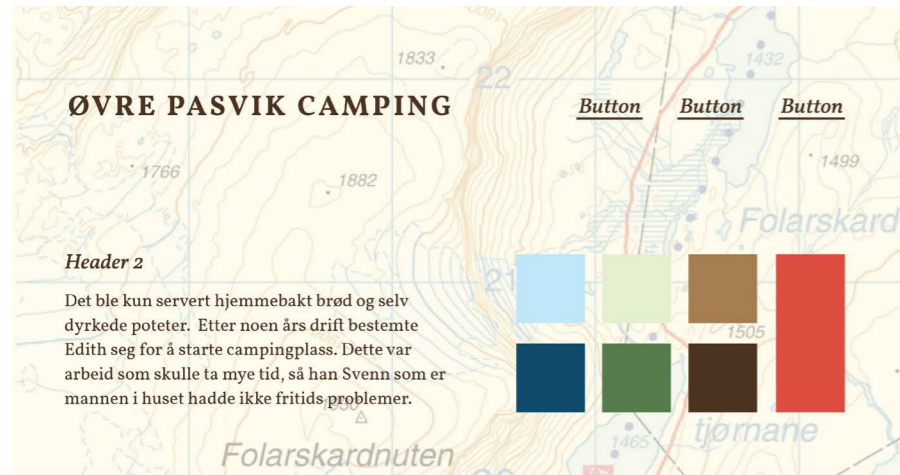 1833
22
1432
ØVRE PASVIK CAMPING
Button Button Button
1766
1882
1499
Folarskard
Header 2
21
Det ble kun servert hjemmebakt brød og selv
dyrkede poteter.  Etter noen års drift bestemte
Edith seg for å starte campingplass. Dette var
arbeid som skulle ta mye tid, så han Svenn som er
mannen i huset hadde ikke fritids problemer.
1505
1930
tjørnane
1465
Folarskardnuten